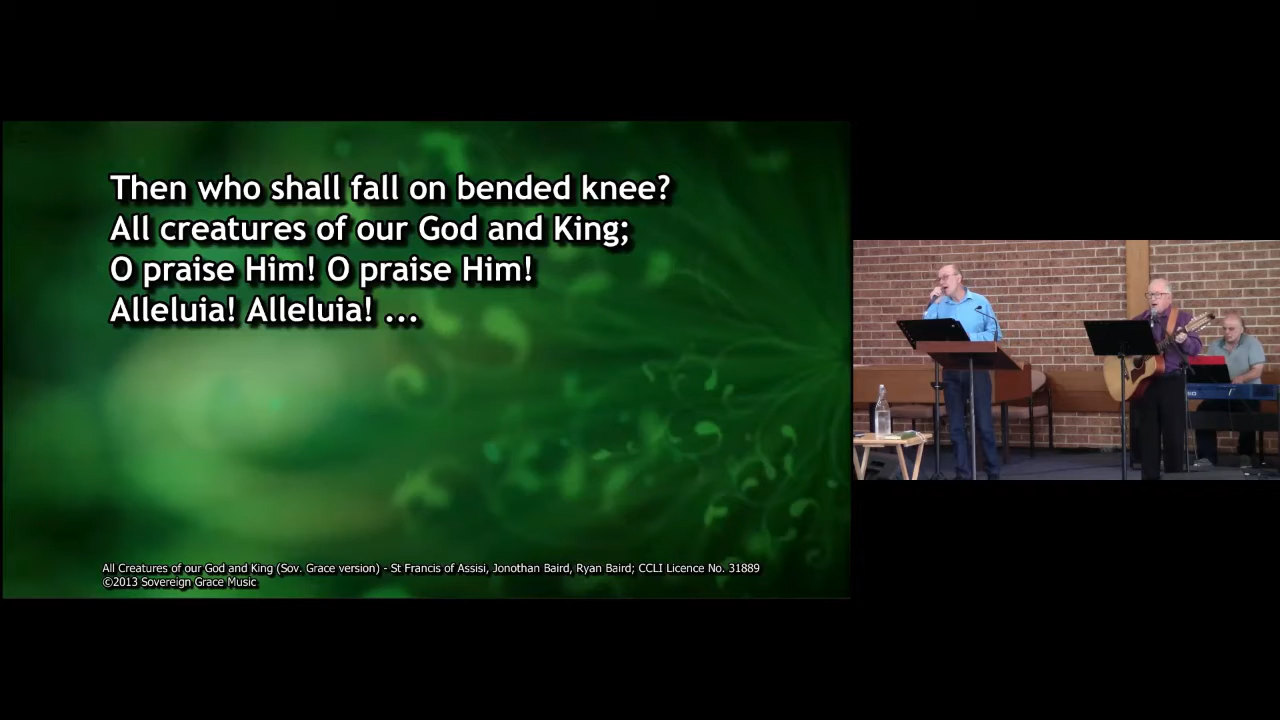 Then who shall fall on bended knee?
All creatures of our God and King;
O praise Him! O praise Him!
Alleluia! Alleluia! ...
All Creatures of our God and King (Sov. Grace version) - St Francis of Assisi, Jonothan Baird, Ryan Baird; CCLI Licence No. 31889
©2013 Sovereign Grace Music